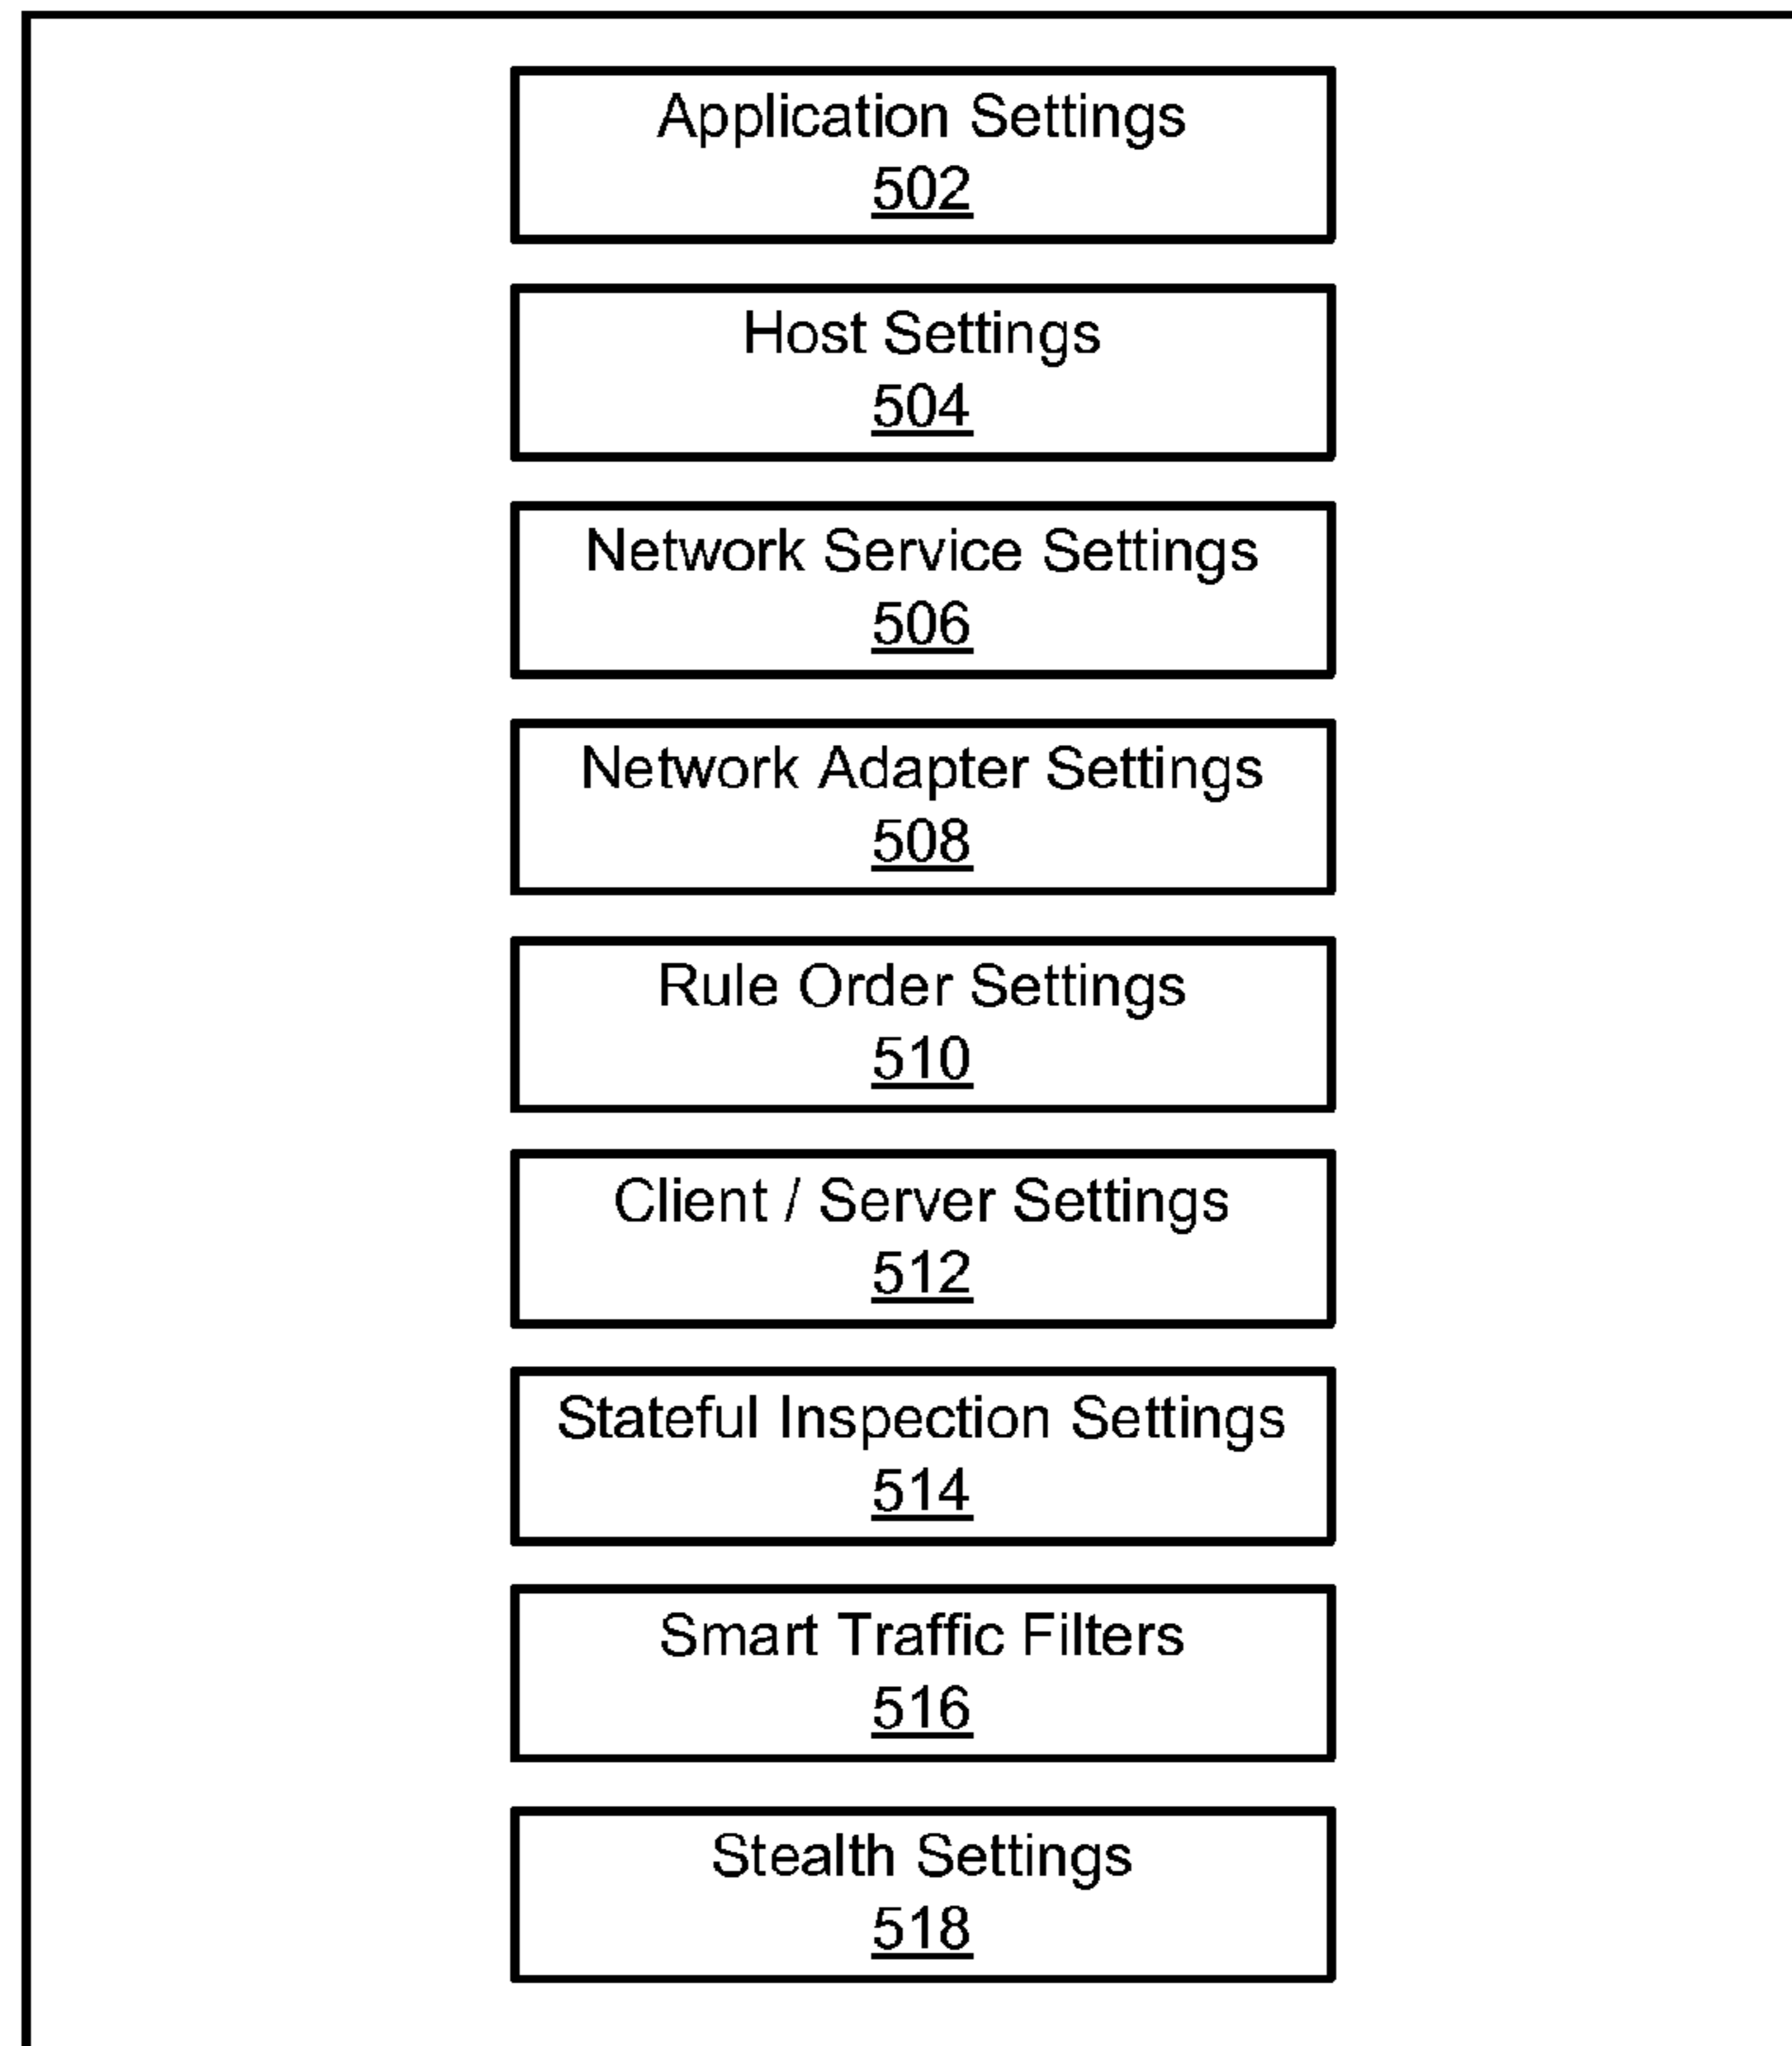 Application Settings
502
Host Settings
504
Network Service Settings
506
Network Adapter Settings
508
Rule Order Settings
510
Client / Server Settings
512
Stateful Inspection Settings
514
Smart Traffic Filters
516
Stealth Settings
518